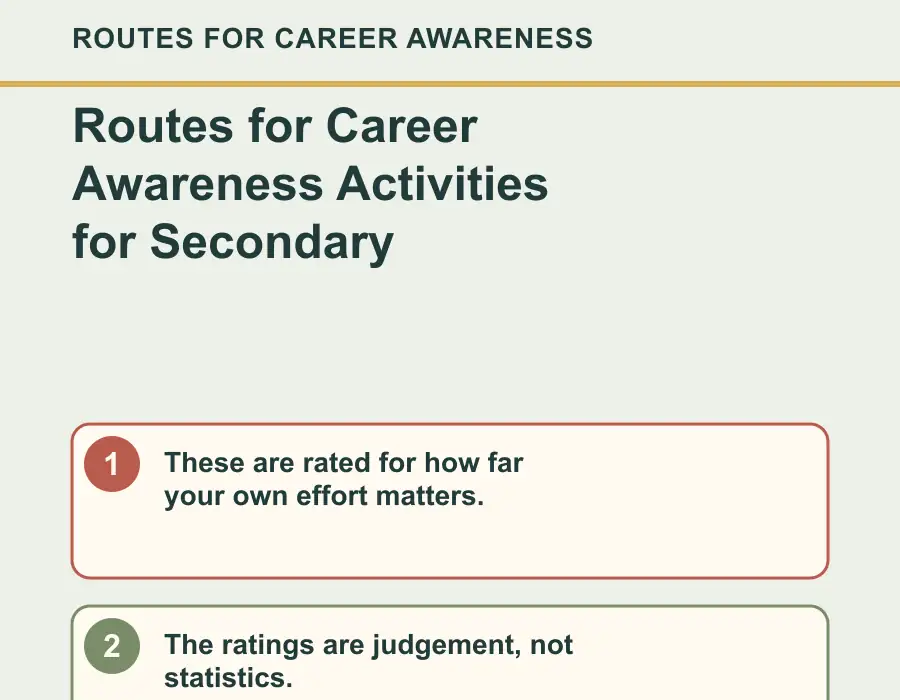 ROUTES FOR CAREER AWARENESS
Routes for Career
Awareness Activities
for Secondary
1
These are rated for how far
your own effort matters.
2
The ratings are judgement, not
statistics.